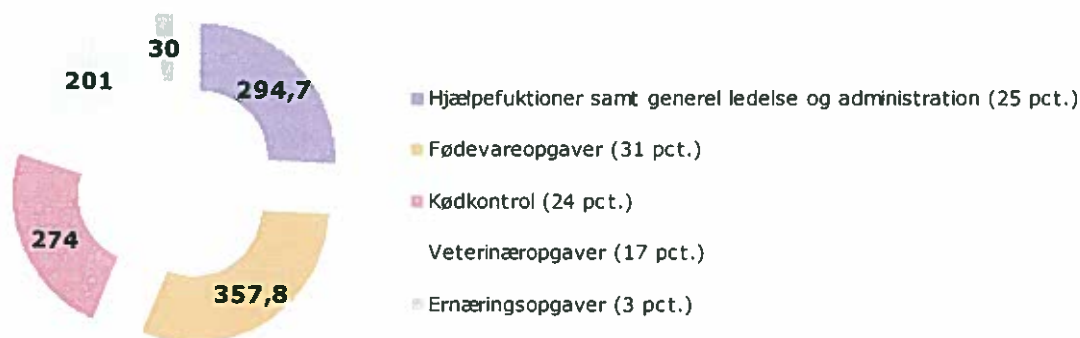 30
201
294,7
274
357,8
Hjælpefuktioner samt generel ledelse og administration (25 pct.)
Fødevareopgaver (31 pct.)
Kødkontrol (24 pct.)
Veterinæropgaver (17 pct.)
Ernæringsopgaver (3 pct.)